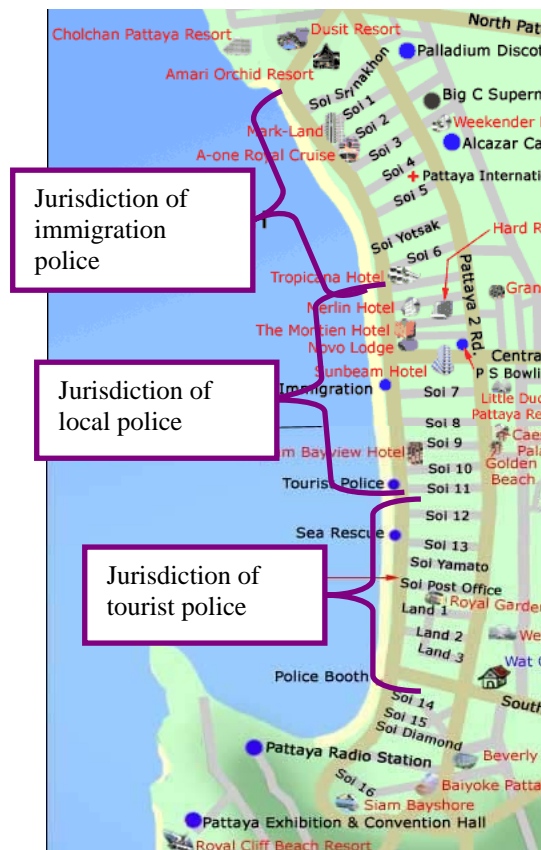 North Pat
Cholchan Pattaya Resort
Dusit Resort
Palladium Discot
Amari Orchid Resort
Soi Srinakhon
Soi 1
Big C Superm
Mark-Land
Soi 2
Weekender
A-one Royal Cruise
Soi 3
Alcazar Ca
Soi 4
Pattaya Internati
Soi 5
Jurisdiction of
immigration
police
Soi Yotsak
Hard R
Soi 6
Tropicana Hotel
Pattaya 2 Rd.
Gran
Merlin Hotel
The Montien Hotel
Novo Lodge
Central
P S Bowli
Sunbeam Hotel
Immigration
Soi 7
Little Duc
Pattaya Re
Jurisdiction of
local police
Soi 8
Soi 9
Caes
Pala
m Bayview Hotel
Soi 10
Golden
Beach
Tourist Police
Soi 11
Soi 12
Sea Rescue
Soi 13
Soi Yamato
Jurisdiction of
tourist police
Soi Post Office
Royal Garden
Land 1
Land 2
We
Land 3
Wat
Police Booth
South
Soi 14
Soi 15
Soi Diamond
Pattaya Radio Station
Beverly
Soi 16
Baiyoke Patta
Siam Bayshore
Pattaya Exhibition & Convention Hall
Royal Cliff Beach Resort